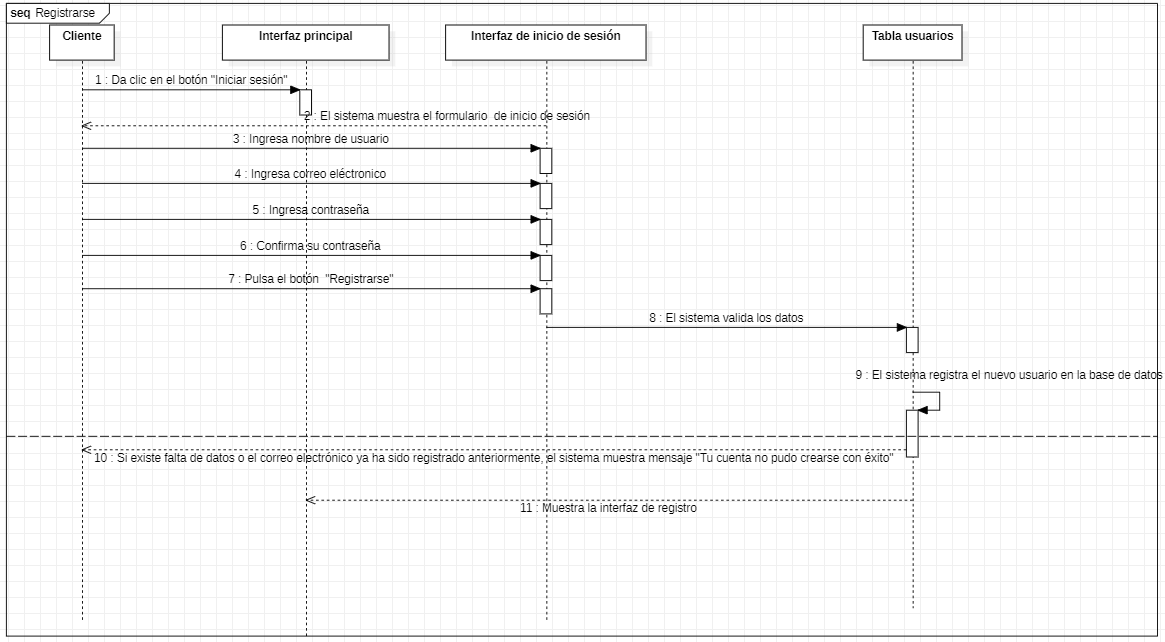 seq Registrarse
Cliente
Interfaz principal
Interfaz de inicio de sesión
Tabla usuarios
1 : Da clic en el botón "Iniciar sesión"
2 : El sistema muestra el formulario  de inicio de sesión
3 : Ingresa nombre de usuario
4 : Ingresa correo eléctronico
5 : Ingresa contraseña
6 : Confirma su contraseña
7 : Pulsa el botón  "Registrarse"
8 : El sistema valida los datos
9 : El sistema registra el nuevo usuario en la base de datos
10 : Si existe falta de datos o el correo electrónico ya ha sido registrado anteriormente, el sistema muestra mensaje "Tu cuenta no pudo crearse con éxito"
11 : Muestra la interfaz de registro